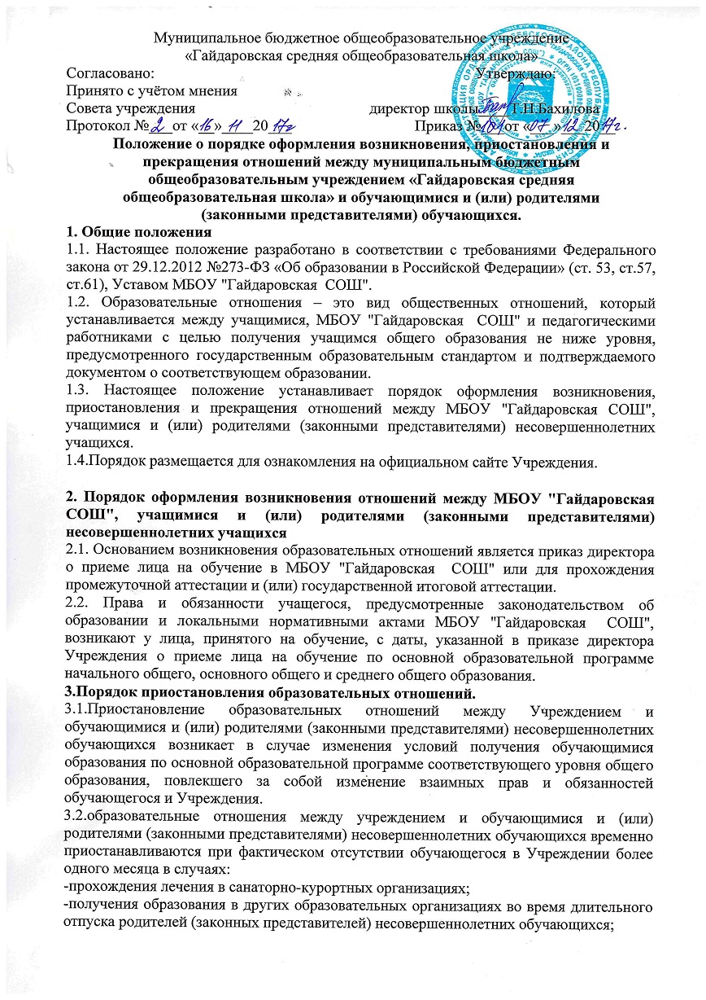 Муниципальное бюджетное общеобразовательное учреждение
«Гайдаровская средняя общеобразовательная школа»
Согласовано: Утверждаю:
Принято с учётом мнения
Совета учреждения директор школы Т.Н.Бахилова
Протокол № 2 от «16» 11 2017г Приказ № от «07» 12 2017г.
Положение о порядке оформления возникновения, приостановления и
прекращения отношений между муниципальным бюджетным
общеобразовательным учреждением «Гайдаровская средняя
общеобразовательная школа» и обучающимися и (или) родителями
(законными представителями) обучающихся.
1. Общие положения
1.1. Настоящее положение разработано в соответствии с требованиями Федерального
закона от 29.12.2012 №273-ФЗ «Об образовании в Российской Федерации» (ст. 53, ст.57,
ст.61), Уставом МБОУ "Гайдаровская СОШ".
1.2. Образовательные отношения – это вид общественных отношений, который
устанавливается между учащимися, МБОУ "Гайдаровская СОШ" и педагогическими
работниками с целью получения учащимся общего образования не ниже уровня,
предусмотренного государственным образовательным стандартом и подтверждаемого
документом о соответствующем образовании.
1.3. Настоящее положение устанавливает порядок оформления возникновения,
приостановления и прекращения отношений между МБОУ "Гайдаровская СОШ",
учащимися и (или) родителями (законными представителями) несовершеннолетних
учащихся.
1.4.Порядок размещается для ознакомления на официальном сайте Учреждения.
2. Порядок оформления возникновения отношений между МБОУ "Гайдаровская
СОШ", учащимися и (или) родителями (законными представителями)
несовершеннолетних учащихся
2.1. Основанием возникновения образовательных отношений является приказ директора
о приеме лица на обучение в МБОУ "Гайдаровская СОШ" или для прохождения
промежуточной аттестации и (или) государственной итоговой аттестации.
2.2. Права и обязанности учащегося, предусмотренные законодательством об
образовании и локальными нормативными актами МБОУ "Гайдаровская СОШ",
возникают у лица, принятого на обучение, с даты, указанной в приказе директора
Учреждения о приеме лица на обучение по основной образовательной программе
начального общего, основного общего и среднего общего образования.
3.Порядок приостановления образовательных отношений.
3.1.Приостановление образовательных отношений между Учреждением и
обучающимися и (или) родителями (законными представителями) несовершеннолетних
обучающихся возникает в случае изменения условий получения обучающимися
образования по основной образовательной программе соответствующего уровня общего
образования, повлекшего за собой изменение взаимных прав и обязанностей
обучающегося и Учреждения.
3.2.образовательные отношения между учреждением и обучающимися и (или)
родителями (законными представителями) несовершеннолетних обучающихся временно
приостанавливаются при фактическом отсутствии обучающегося в Учреждении более
одного месяца в случаях:
-прохождения лечения в санаторно-курортных организациях;
-получения образования в других образовательных организациях во время длительного
отпуска родителей (законных представителей) несовершеннолетних обучающихся;